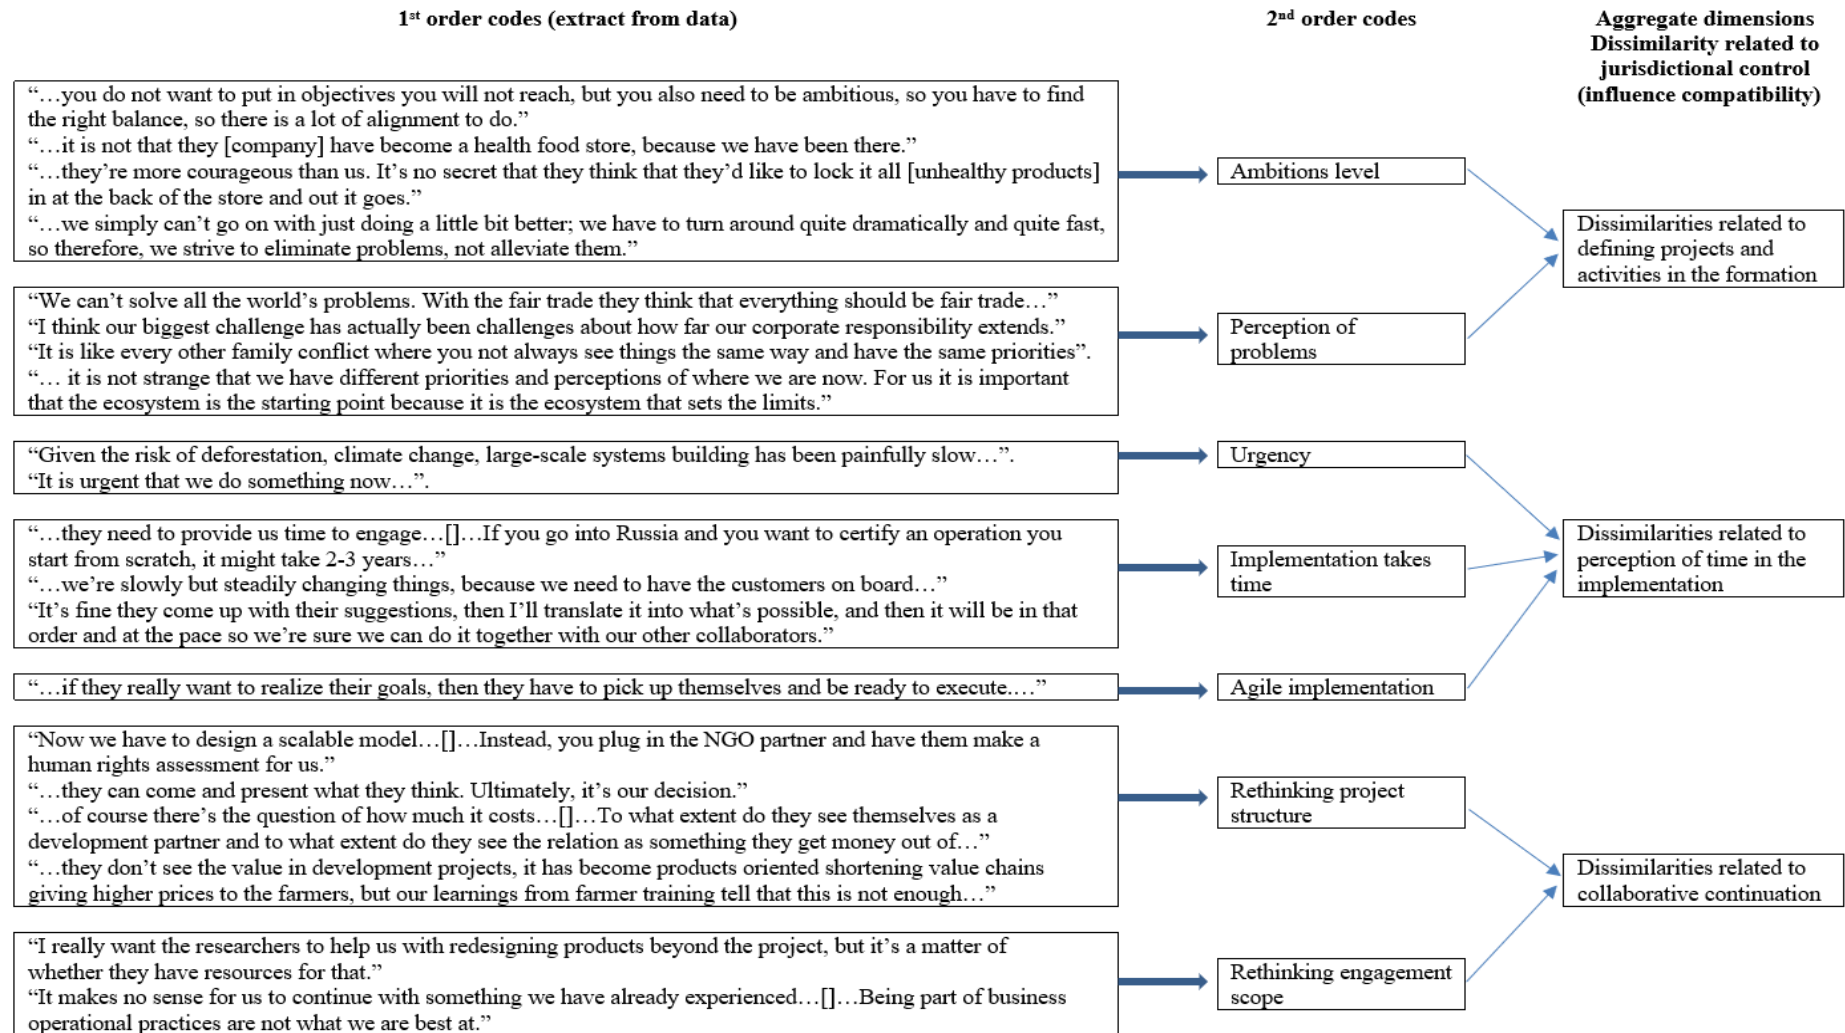 1st order codes (extract from data)
2nd order codes
Aggregate dimensions
Dissimilarity related to
jurisdictional control
(influence compatibility)
“…you do not want to put in objectives you will not reach, but you also need to be ambitious, so you have to find
the right balance, so there is a lot of alignment to do.”
“…it is not that they [company] have become a health food store, because we have been there.”
“…they’re more courageous than us. It’s no secret that they think that they’d like to lock it all [unhealthy products]
in at the back of the store and out it goes.”
“…we simply can’t go on with just doing a little bit better; we have to turn around quite dramatically and quite fast,
so therefore, we strive to eliminate problems, not alleviate them.”
Ambitions level
Dissimilarities related to
defining projects and
activities in the formation
“We can’t solve all the world’s problems. With the fair trade they think that everything should be fair trade…”
“I think our biggest challenge has actually been challenges about how far our corporate responsibility extends.”
“It is like every other family conflict where you not always see things the same way and have the same priorities”.
“… it is not strange that we have different priorities and perceptions of where we are now. For us it is important
that the ecosystem is the starting point because it is the ecosystem that sets the limits.”
Perception of
problems
“Given the risk of deforestation, climate change, large-scale systems building has been painfully slow…”.
“It is urgent that we do something now…”.
Urgency
“…they need to provide us time to engage…[]…If you go into Russia and you want to certify an operation you
start from scratch, it might take 2-3 years…”
“…we’re slowly but steadily changing things, because we need to have the customers on board…”
“It’s fine they come up with their suggestions, then I’ll translate it into what’s possible, and then it will be in that
order and at the pace so we’re sure we can do it together with our other collaborators.”
Implementation takes
time
Dissimilarities related to
perception of time in the
implementation
“…if they really want to realize their goals, then they have to pick up themselves and be ready to execute.…”
Agile implementation
“Now we have to design a scalable model…[]…Instead, you plug in the NGO partner and have them make a
human rights assessment for us.”
“…they can come and present what they think. Ultimately, it’s our decision.”
“…of course there’s the question of how much it costs…[]…To what extent do they see themselves as a
development partner and to what extent do they see the relation as something they get money out of…”
“…they don’t see the value in development projects, it has become products oriented shortening value chains
giving higher prices to the farmers, but our learnings from farmer training tell that this is not enough…”
Rethinking project
structure
Dissimilarities related to
collaborative continuation
“I really want the researchers to help us with redesigning products beyond the project, but it’s a matter of
whether they have resources for that.”
“It makes no sense for us to continue with something we have already experienced…[]…Being part of business
operational practices are not what we are best at.”
Rethinking engagement
scope